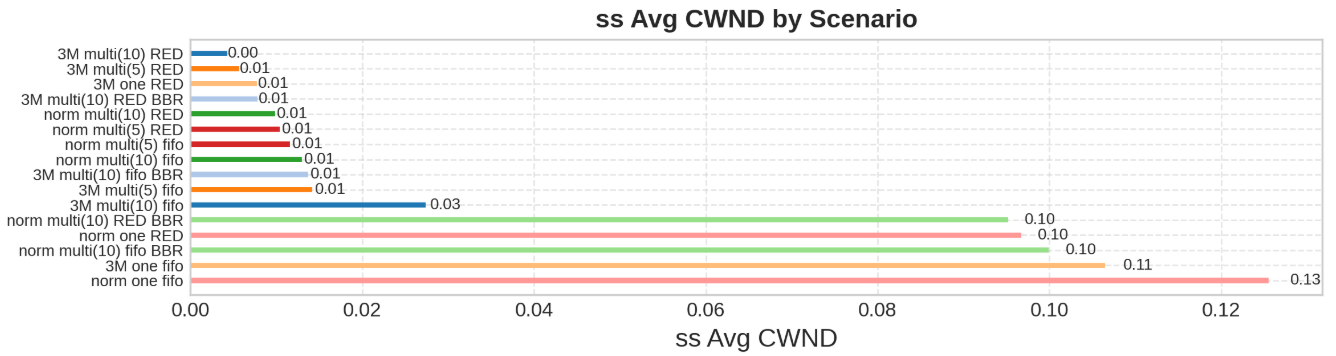 ss Avg CWND by Scenario
3M multi(10) RED 0.00
3M multi(5) RED 0.01
3M one RED 0.01
3M multi(10) RED BBR 0.01
norm multi(10) RED 0.01
norm multi(5) RED 0.01
norm multi(5) fifo 0.01
norm multi(10) fifo 0.01
3M multi(10) fifo BBR 0.01
3M multi(5) fifo 0.01
3M multi(10) fifo 0.03
norm multi(10) RED BBR 0.10
norm one RED 0.10
norm multi(10) fifo BBR 0.10
3M one fifo 0.11
norm one fifo 0.13
0.00 0.02 0.04 0.06 0.08 0.10 0.12
ss Avg CWND